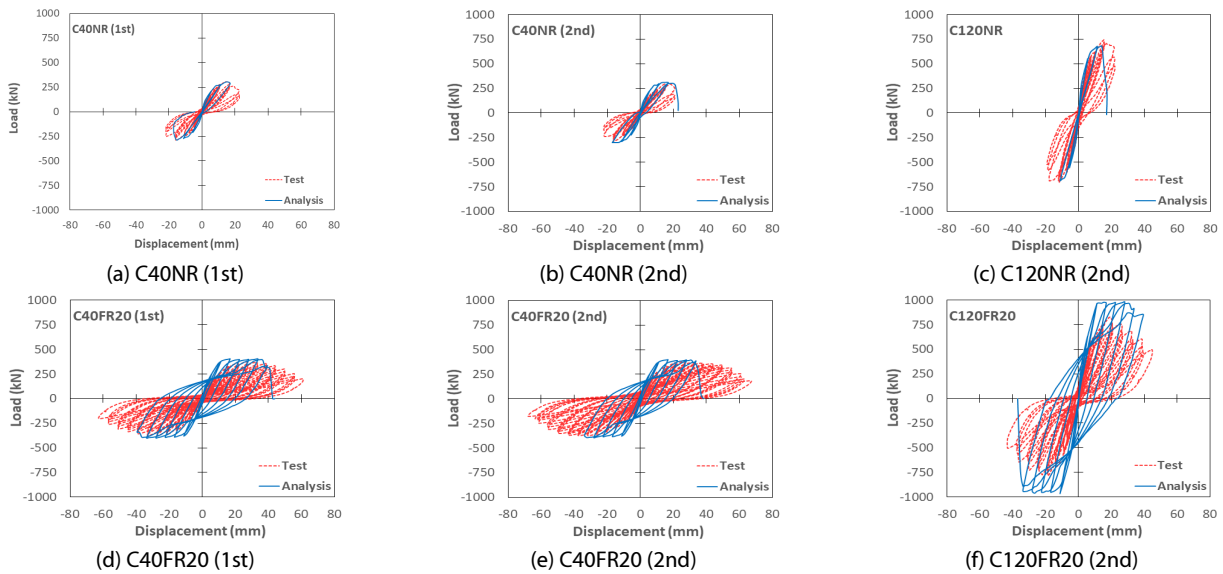 C40NR (1st)
1000
750
500
250
0
-250
-500
-750
-1000
Load (kN)
-80 -60 -40 -20 0 20 40 60 80
Displacement (mm)
Test
Analysis
(a) C40NR (1st)
C40NR (2nd)
1000
750
500
250
0
-250
-500
-750
-1000
Load (kN)
-80 -60 -40 -20 0 20 40 60 80
Displacement (mm)
Test
Analysis
(b) C40NR (2nd)
C120NR
1000
750
500
250
0
-250
-500
-750
-1000
Load (kN)
-80 -60 -40 -20 0 20 40 60 80
Displacement (mm)
Test
Analysis
(c) C120NR (2nd)
C40FR20 (1st)
1000
750
500
250
0
-250
-500
-750
-1000
Load (kN)
-80 -60 -40 -20 0 20 40 60 80
Displacement (mm)
Test
Analysis
(d) C40FR20 (1st)
C40FR20 (2nd)
1000
750
500
250
0
-250
-500
-750
-1000
Load (kN)
-80 -60 -40 -20 0 20 40 60 80
Displacement (mm)
Test
Analysis
(e) C40FR20 (2nd)
C120FR20
1000
750
500
250
0
-250
-500
-750
-1000
Load (kN)
-80 -60 -40 -20 0 20 40 60 80
Displacement (mm)
Test
Analysis
(f) C120FR20 (2nd)